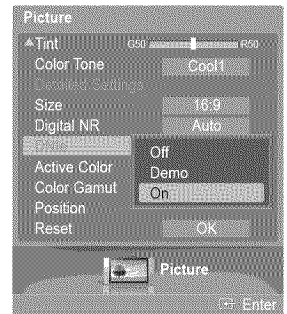 Picture
▲Tint G50 R50
Color Tone Cool1
Detailed Settings
Size 16:9
Digital NR Auto
DNIe
Off
Demo
On
Active Color
Color Gamut
Position
Reset OK
Picture
Enter